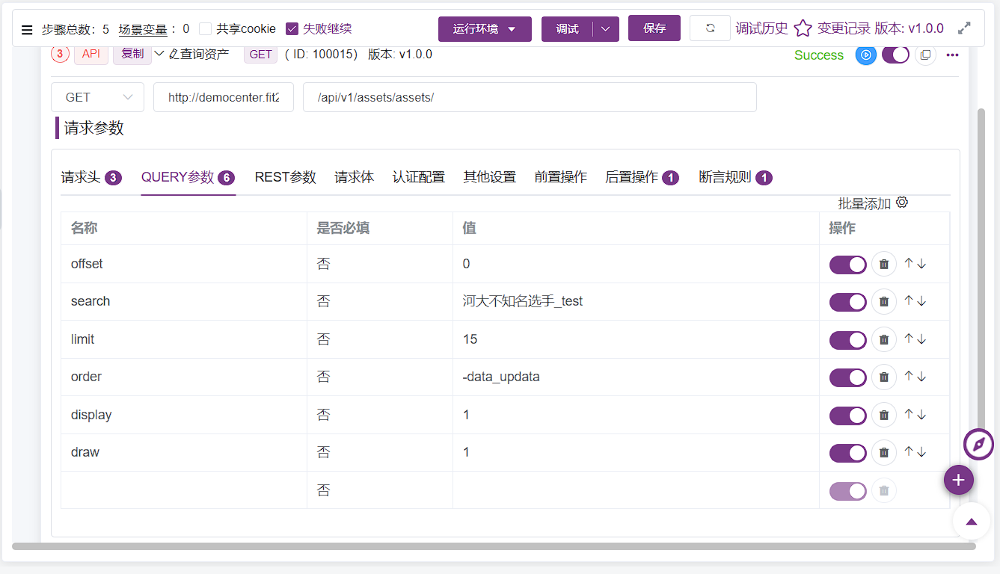 步骤总数：5 场景变量 ：0 共享cookie 失败继续 运行环境 调试 保存 调试历史 变更记录 版本: v1.0.0
3 API 复制 查询资产 GET ( ID: 100015) 版本: v1.0.0 Success
GET http://democenter.fit2 /api/v1/assets/assets/
请求参数
请求头 3 QUERY参数 6 REST参数 请求体 认证配置 其他设置 前置操作 后置操作 1 断言规则 1
批量添加
名称 是否必填 值 操作
offset 否 0
search 否 河大不知名选手_test
limit 否 15
order 否 -data_updata
display 否 1
draw 否 1
否